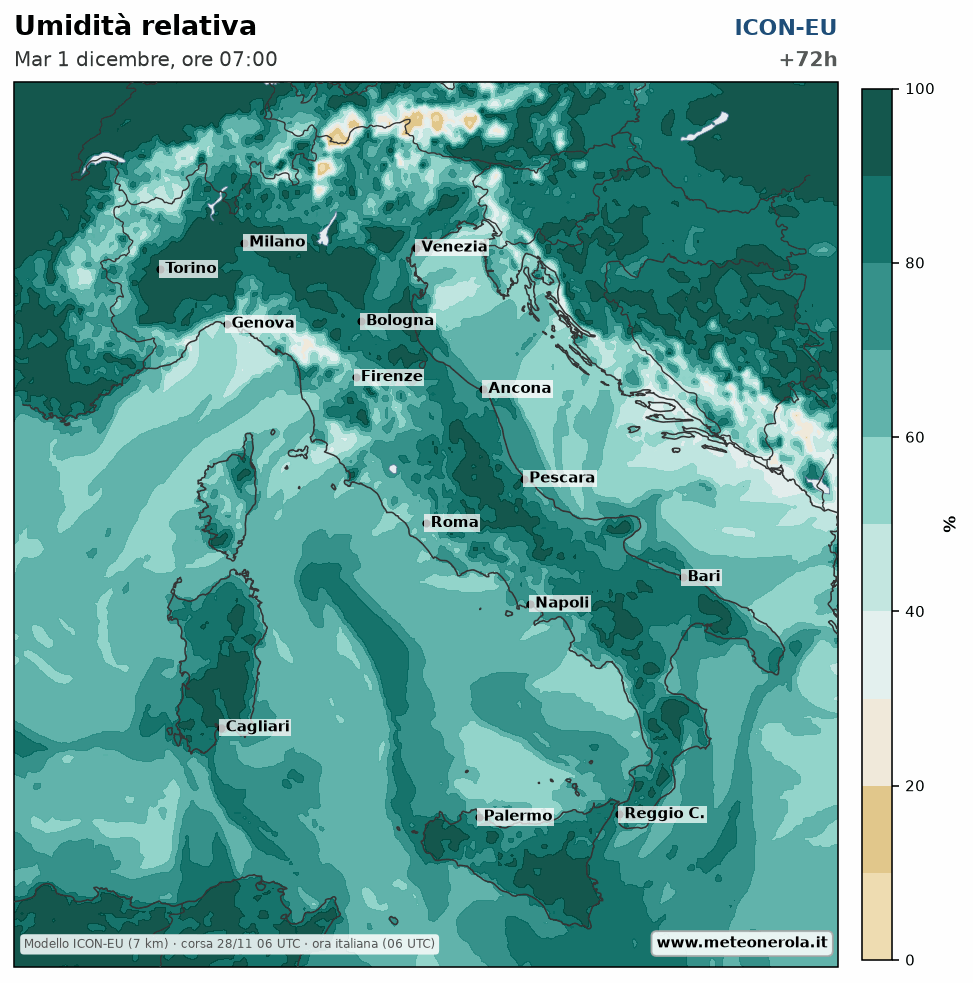 Umidità relativa
ICON-EU
Mar 1 dicembre, ore 07:00
+72h
100
80
60
40
20
0
%
Milano
Venezia
Torino
Genova
Bologna
Firenze
Ancona
Pescara
Roma
Bari
Napoli
Cagliari
Palermo
Reggio C.
Modello ICON-EU (7 km) · corsa 28/11 06 UTC · ora italiana (06 UTC)
www.meteonerola.it